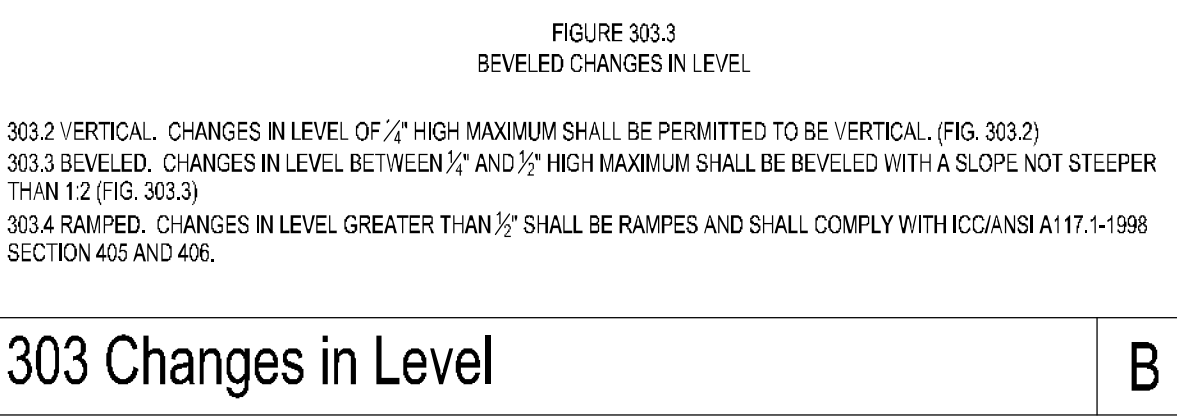 FIGURE 303.3
BEVELED CHANGES IN LEVEL
303.2 VERTICAL. CHANGES IN LEVEL OF ¼" HIGH MAXIMUM SHALL BE PERMITTED TO BE VERTICAL. (FIG. 303.2)
303.3 BEVELED. CHANGES IN LEVEL BETWEEN ¼" AND ½" HIGH MAXIMUM SHALL BE BEVELED WITH A SLOPE NOT STEEPER
THAN 1:2 (FIG. 303.3)
303.4 RAMPED. CHANGES IN LEVEL GREATER THAN ½" SHALL BE RAMPES AND SHALL COMPLY WITH ICC/ANSI A117.1-1998
SECTION 405 AND 406.
303 Changes in Level B